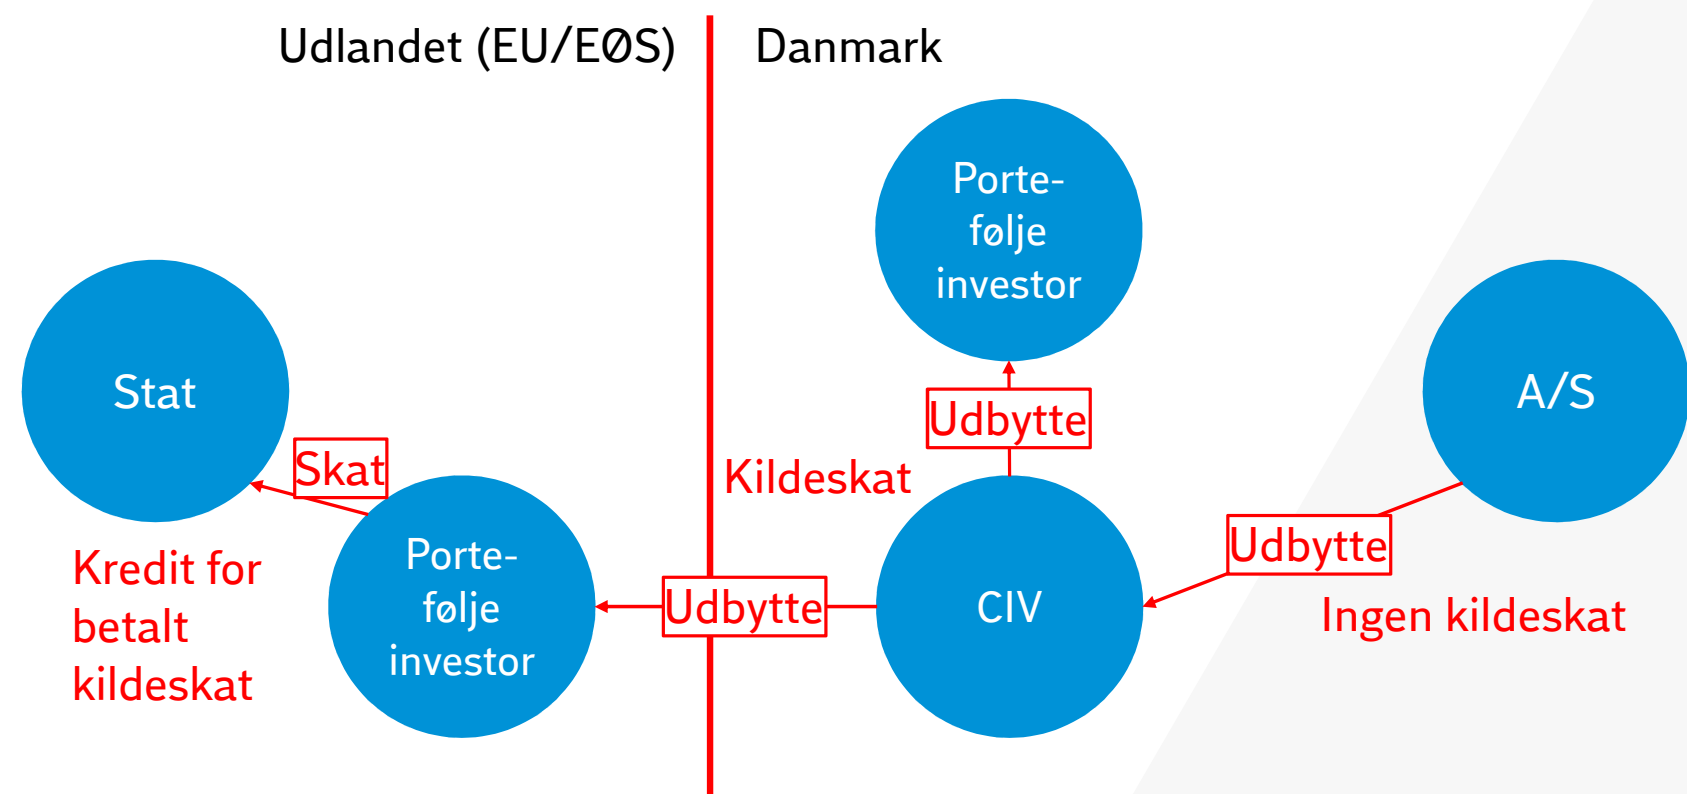 Udlandet (EU/EØS)
Danmark
Porte-
følje
investor
Stat
A/S
Udbytte
Skat
Kildeskat
Udbytte
Kredit for
betalt
kildeskat
Porte-
følje
investor
Udbytte
CIV
Ingen kildeskat